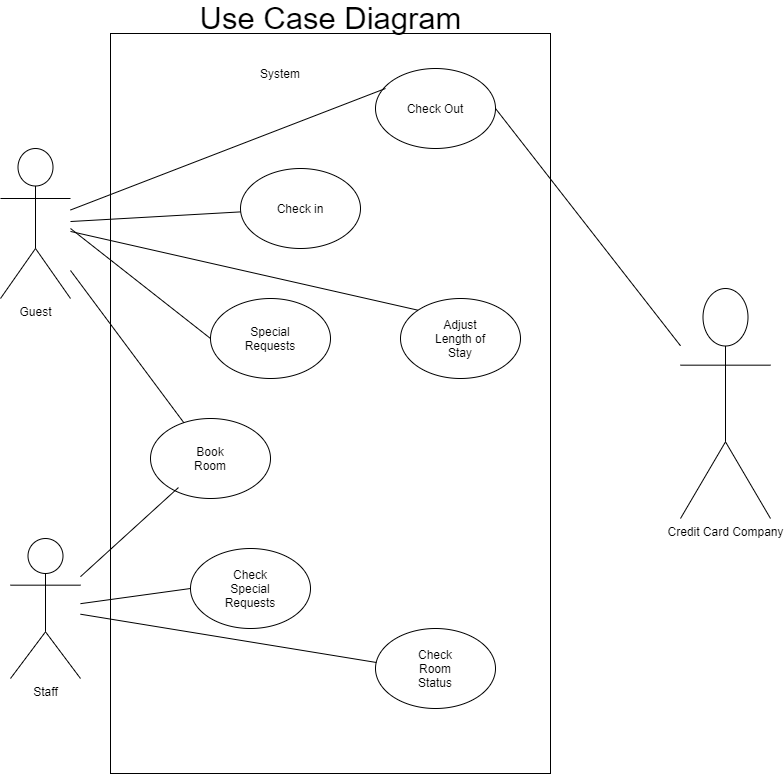 Use Case Diagram
System
Check Out
Check in
Guest
Special
Requests
Adjust
Length of
Stay
Book
Room
Credit Card Company
Check
Special
Requests
Check
Room
Status
Staff